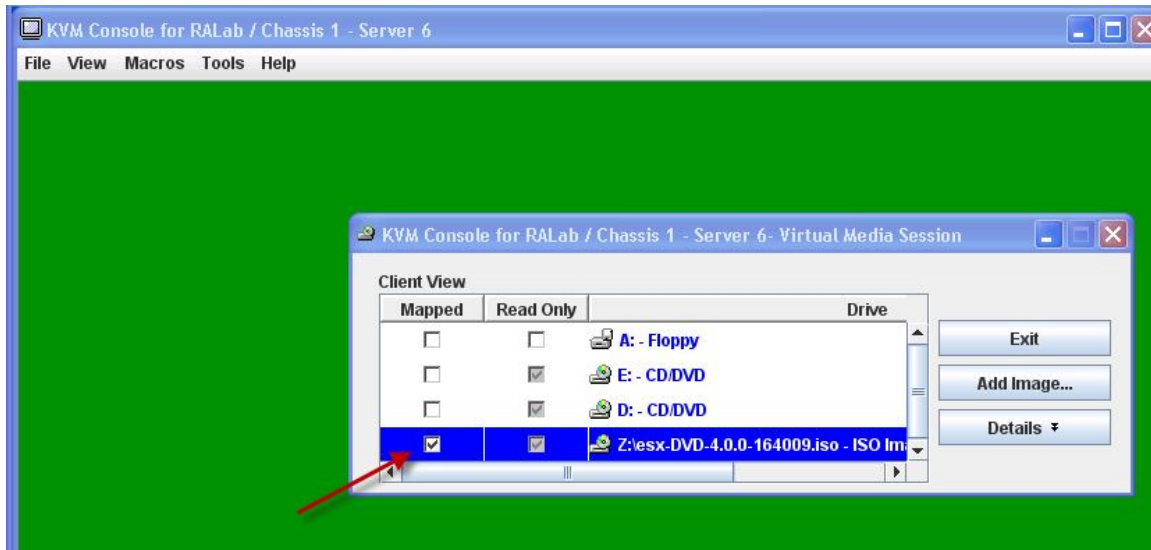 KVM Console for RALab / Chassis 1 - Server 6
File View Macros Tools Help
KVM Console for RALab / Chassis 1 - Server 6- Virtual Media Session
Client View
Mapped Read Only Drive
A: - Floppy
E: - CD/DVD
D: - CD/DVD
Z:\esx-DVD-4.0.0-164009.iso - ISO Im
Exit
Add Image...
Details